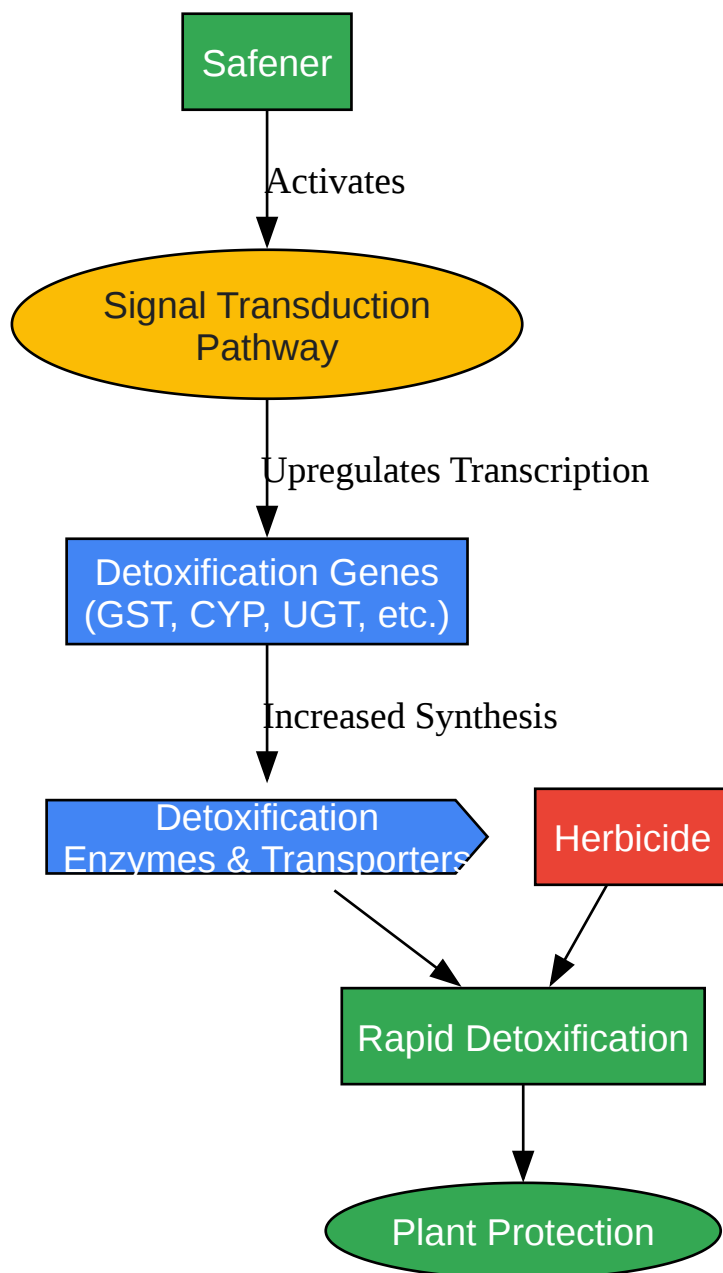 Safener
Activates
Signal Transduction
Pathway
Upregulates Transcription
Detoxification Genes
(GST, CYP, UGT, etc.)
Increased Synthesis
Detoxification
Enzymes & Transporters
Herbicide
Rapid Detoxification
Plant Protection